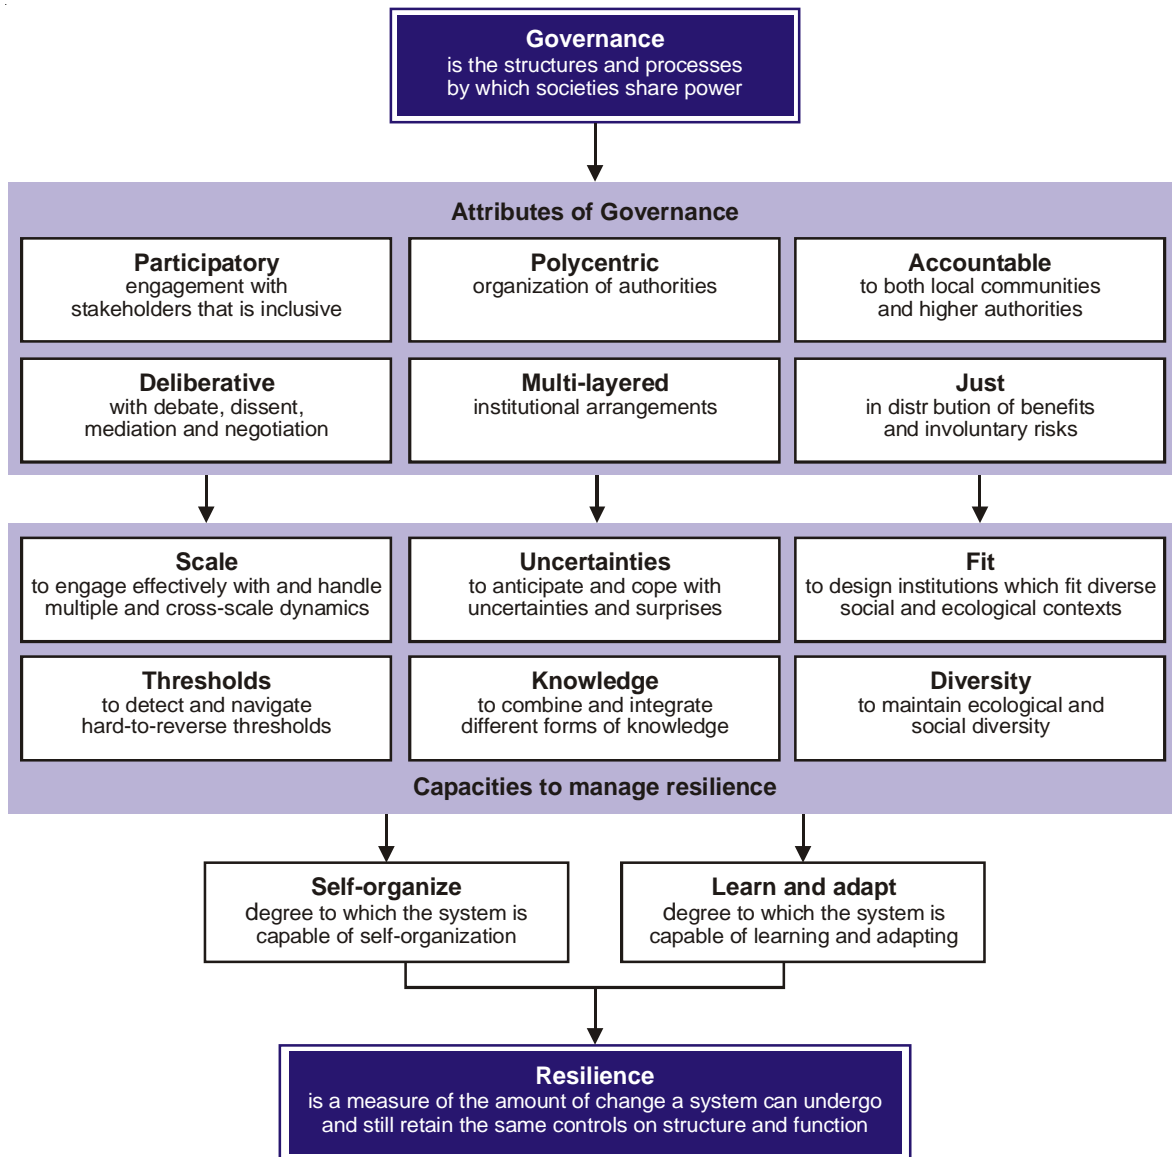 Governance
is the structures and processes
by which societies share power
Attributes of Governance
Participatory
engagement with
stakeholders that is inclusive
Polycentric
organization of authorities
Accountable
to both local communities
and higher authorities
Deliberative
with debate, dissent,
mediation and negotiation
Multi-layered
institutional arrangements
Just
in distr bution of benefits
and involuntary risks
Scale
to engage effectively with and handle
multiple and cross-scale dynamics
Uncertainties
to anticipate and cope with
uncertainties and surprises
Fit
to design institutions which fit diverse
social and ecological contexts
Thresholds
to detect and navigate
hard-to-reverse thresholds
Knowledge
to combine and integrate
different forms of knowledge
Diversity
to maintain ecological and
social diversity
Capacities to manage resilience
Self-organize
degree to which the system is
capable of self-organization
Learn and adapt
degree to which the system is
capable of learning and adapting
Resilience
is a measure of the amount of change a system can undergo
and still retain the same controls on structure and function